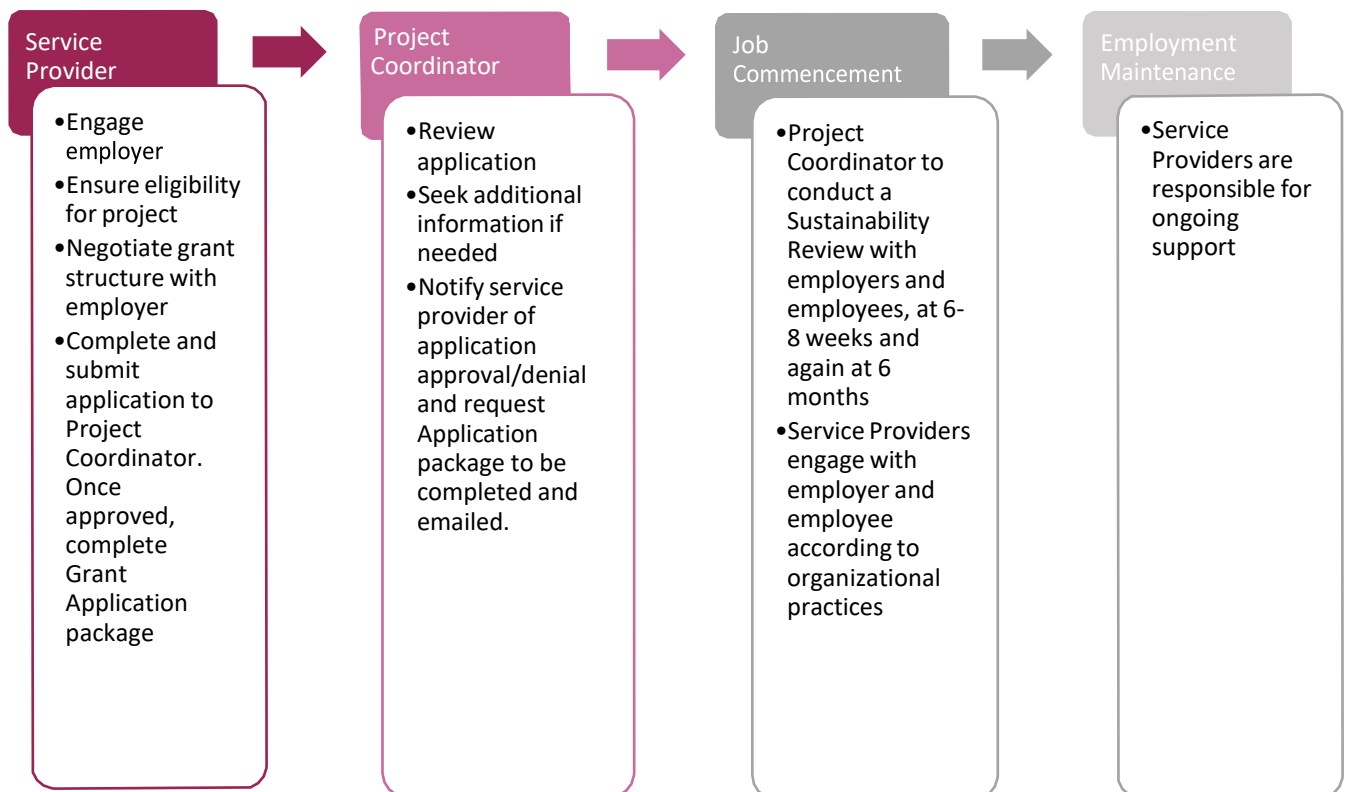 Service
Provider
•Engage
employer
•Ensure eligibility
for project
•Negotiate grant
structure with
employer
•Complete and
submit
application to
Project
Coordinator.
Once
approved,
complete
Grant
Application
package
Project
Coordinator
•Review
application
•Seek additional
information if
needed
•Notify service
provider of
application
approval/denial
and request
Application
package to be
completed and
emailed.
Job
Commencement
•Project
Coordinator to
conduct a
Sustainability
Review with
employers and
employees, at 6-
8 weeks and
again at 6
months
•Service Providers
engage with
employer and
employee
according to
organizational
practices
Employment
Maintenance
•Service
Providers are
responsible for
ongoing
support